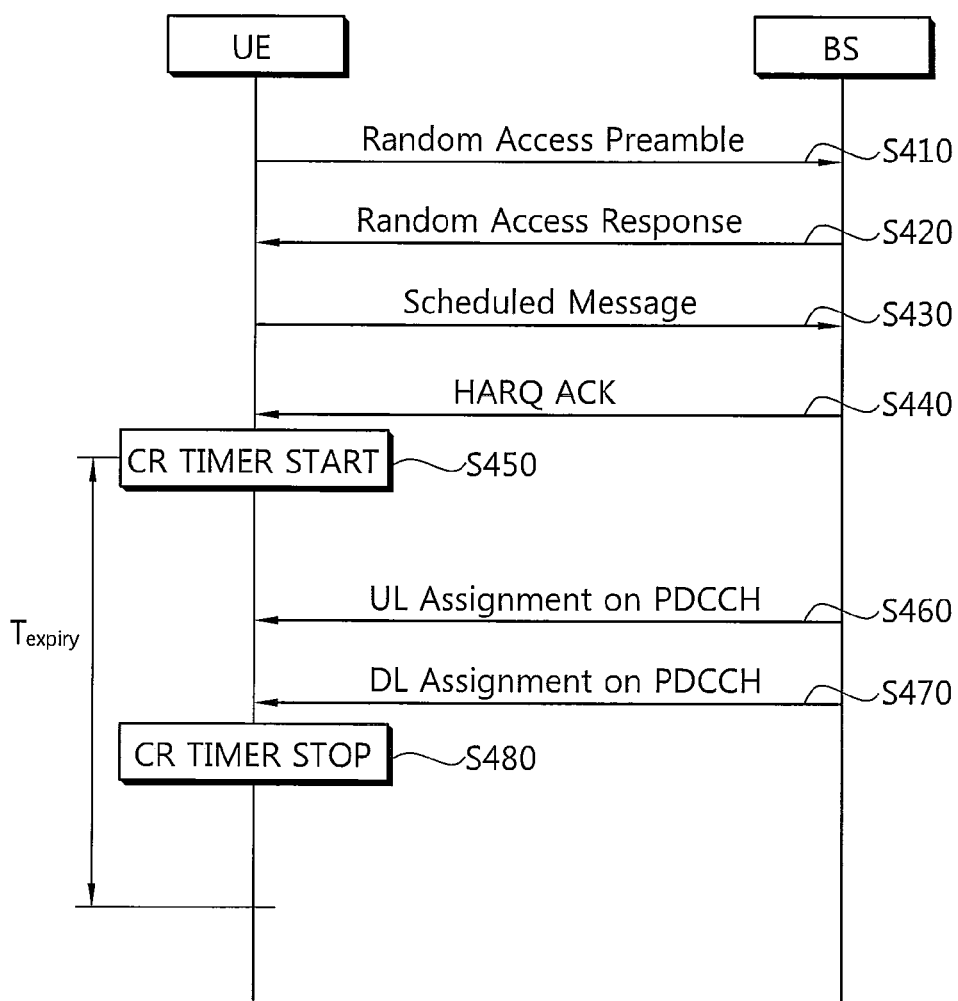 UE
BS
Random Access Preamble
S410
Random Access Response
S420
Scheduled Message
S430
HARQ ACK
S440
CR TIMER START
S450
UL Assignment on PDCCH
S460
Texpiry
DL Assignment on PDCCH
S470
CR TIMER STOP
S480